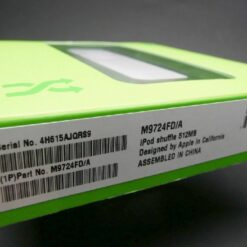 Serial No. 4H615AJQRS9
(1P)Part No. M9724FD/A
M9724FD/A
iPod shuffle 512MB
Designed by Apple in California
ASSEMBLED IN CHINA